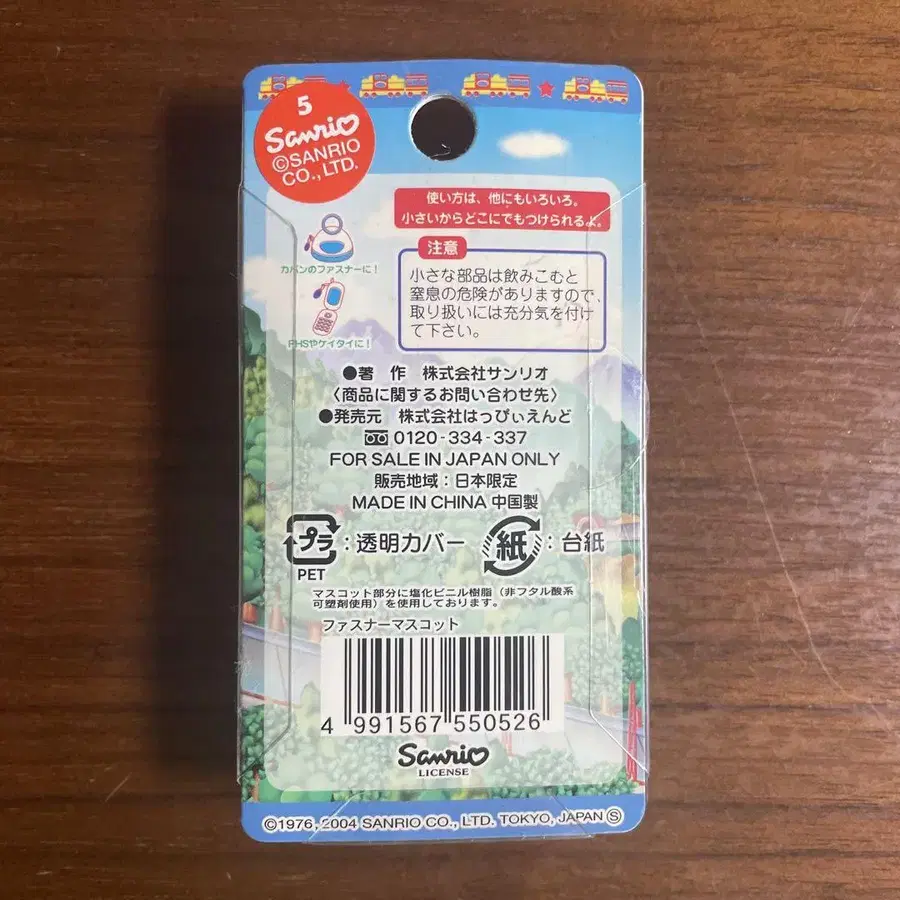 5
Sanrio
©SANRIO
CO., LTD.
使い方は、他にもいろいろ。
小さいからどこにでもつけられるよ。
カバンのファスナーに!
PHSやケイタイに!
注意
小さな部品は飲みこむと
窒息の危険がありますので、
取り扱いには充分気を付け
て下さい。
●著 作 株式会社サンリオ
〈商品に関するお問い合わせ先〉
●発売元 株式会社はっぴぃえんど
0120-334-337
FOR SALE IN JAPAN ONLY
販売地域:日本限定
MADE IN CHINA 中国製
プラ:透明カバー 紙:台紙
PET
マスコット部分に塩化ビニル樹脂(非フタル酸系
可塑剤使用)を使用しております。
ファスナーマスコット
4 991567 550526
Sanrio
LICENSE
©1976, 2004 SANRIO CO., LTD. TOKYO, JAPAN Ⓢ